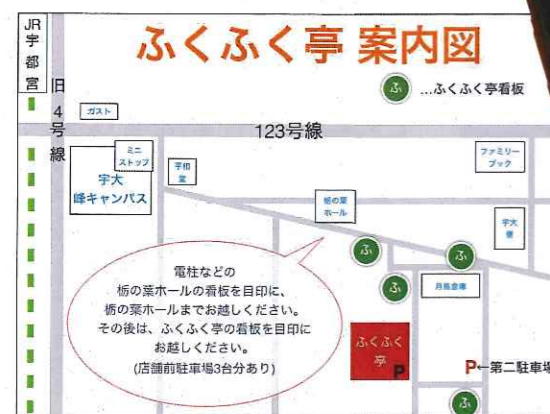 JR宇都宮
ふくふく亭 案内図
ふ …ふくふく亭看板
旧4号線
ガスト
123号線
ミニ
ストップ
宇大
峰キャンパス
平和
堂
ファミリー
ブック
栃の葉
ホール
宇大
寮
ふ
ふ
ふ
月島倉庫
電柱などの
栃の葉ホールの看板を目印に、
栃の葉ホールまでお越しください。
その後は、ふくふく亭の看板を目印に
お越しください。
(店舗前駐車場3台分あり)
ふくふく
亭
P
P←第二駐車場
ふ